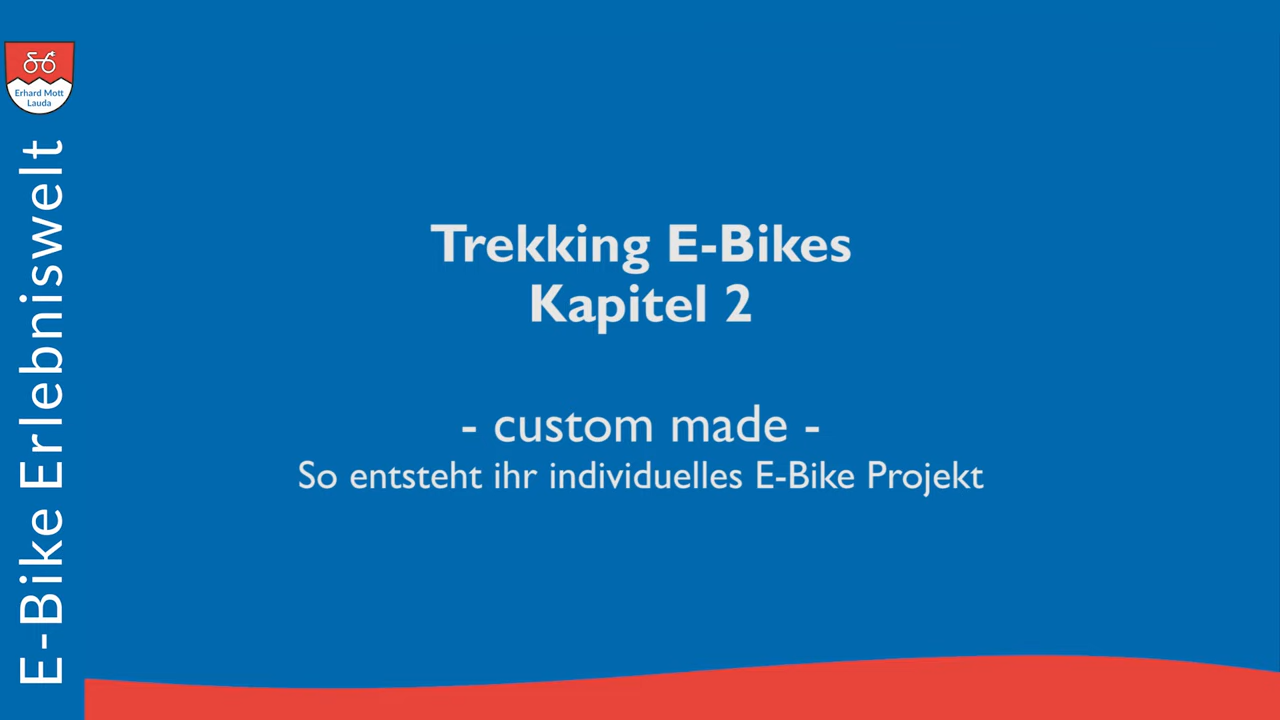 Erhard Mott
Lauda
E-Bike Erlebniswelt
Trekking E-Bikes
Kapitel 2
- custom made -
So entsteht ihr individuelles E-Bike Projekt